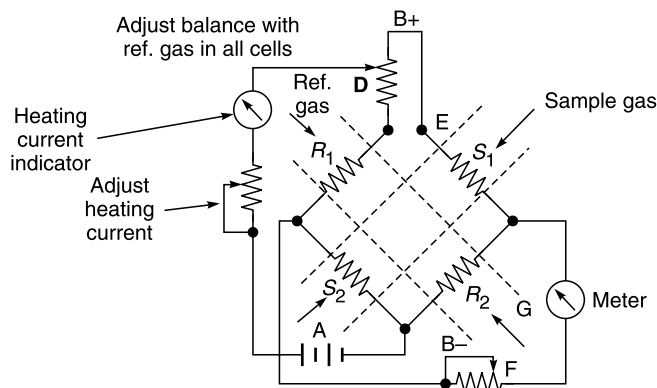 Adjust balance with
ref. gas in all cells
B+
D
Ref.
gas
E
Sample gas
Heating
current
indicator
R1
S1
Adjust
heating
current
S2
R2
G
Meter
A
B–
F